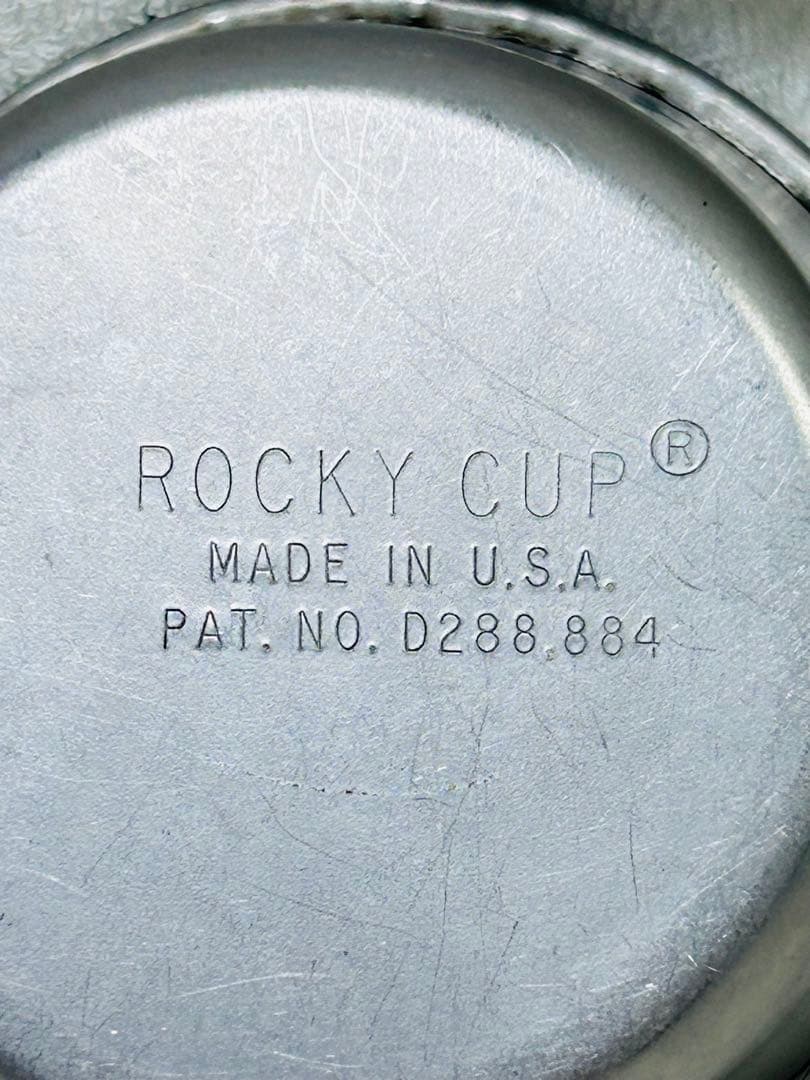 ROCKY CUP®
MADE IN U.S.A.
PAT. NO. D288,884